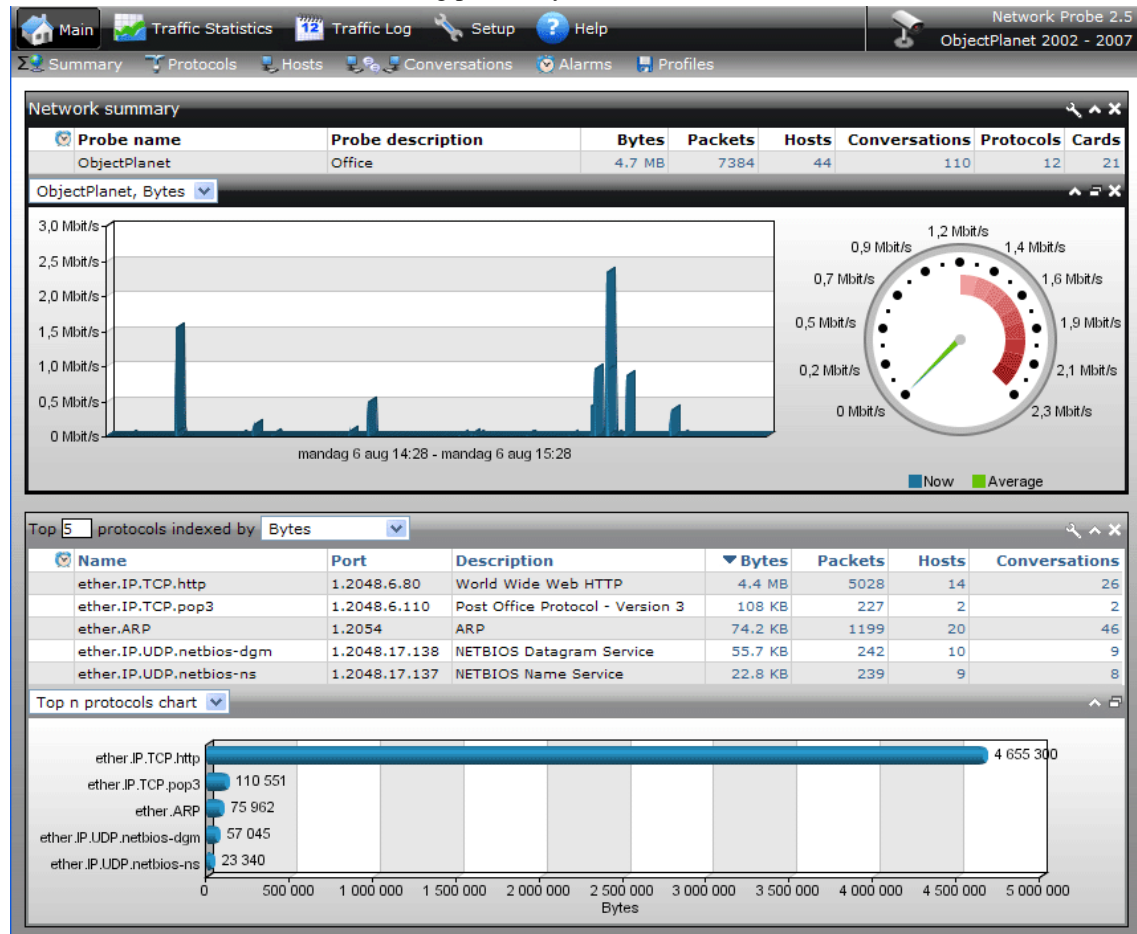 Main Traffic Statistics 12 Traffic Log Setup ? Help Network Probe 2.5
ObjectPlanet 2002 - 2007
Σ Summary Protocols Hosts Conversations Alarms Profiles
Network summary
Probe name Probe description Bytes Packets Hosts Conversations Protocols Cards
ObjectPlanet Office 4.7 MB 7384 44 110 12 21
ObjectPlanet, Bytes
3,0 Mbit/s
2,5 Mbit/s
2,0 Mbit/s
1,5 Mbit/s
1,0 Mbit/s
0,5 Mbit/s
0 Mbit/s
mandag 6 aug 14:28 - mandag 6 aug 15:28
1,2 Mbit/s
0,9 Mbit/s 1,4 Mbit/s
0,7 Mbit/s 1,6 Mbit/s
0,5 Mbit/s 1,9 Mbit/s
0,2 Mbit/s 2,1 Mbit/s
0 Mbit/s 2,3 Mbit/s
Now Average
Top 5 protocols indexed by Bytes
Name Port Description Bytes Packets Hosts Conversations
ether.IP.TCP.http 1.2048.6.80 World Wide Web HTTP 4.4 MB 5028 14 26
ether.IP.TCP.pop3 1.2048.6.110 Post Office Protocol - Version 3 108 KB 227 2 2
ether.ARP 1.2054 ARP 74.2 KB 1199 20 46
ether.IP.UDP.netbios-dgm 1.2048.17.138 NETBIOS Datagram Service 55.7 KB 242 10 9
ether.IP.UDP.netbios-ns 1.2048.17.137 NETBIOS Name Service 22.8 KB 239 9 8
Top n protocols chart
ether.IP.TCP.http 4 655 300
ether.IP.TCP.pop3 110 551
ether.ARP 75 962
ether.IP.UDP.netbios-dgm 57 045
ether.IP.UDP.netbios-ns 23 340
0 500 000 1 000 000 1 500 000 2 000 000 2 500 000 3 000 000 3 500 000 4 000 000 4 500 000 5 000 000
Bytes